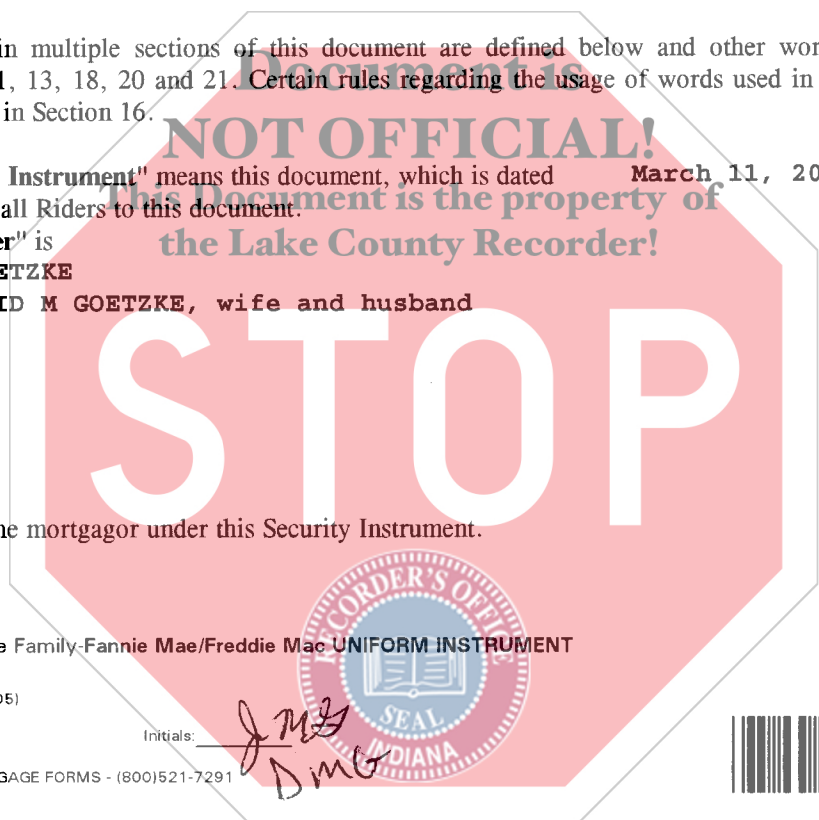 in multiple sections of this document are defined below and other wor
1, 13, 18, 20 and 21. Certain rules regarding the usage of words used in
in Section 16.
Document is
NOT OFFICIAL!
This Document is the property of
the Lake County Recorder!
Instrument" means this document, which is dated March 11, 20
all Riders to this document.
er" is
ETZKE
ID M GOETZKE, wife and husband
STOP
he mortgagor under this Security Instrument.
e Family-Fannie Mae/Freddie Mac UNIFORM INSTRUMENT
05)
RECORDER'S OFFICE
SEAL
INDIANA
Initials: JMG
DMG
GAGE FORMS - (800)521-7291